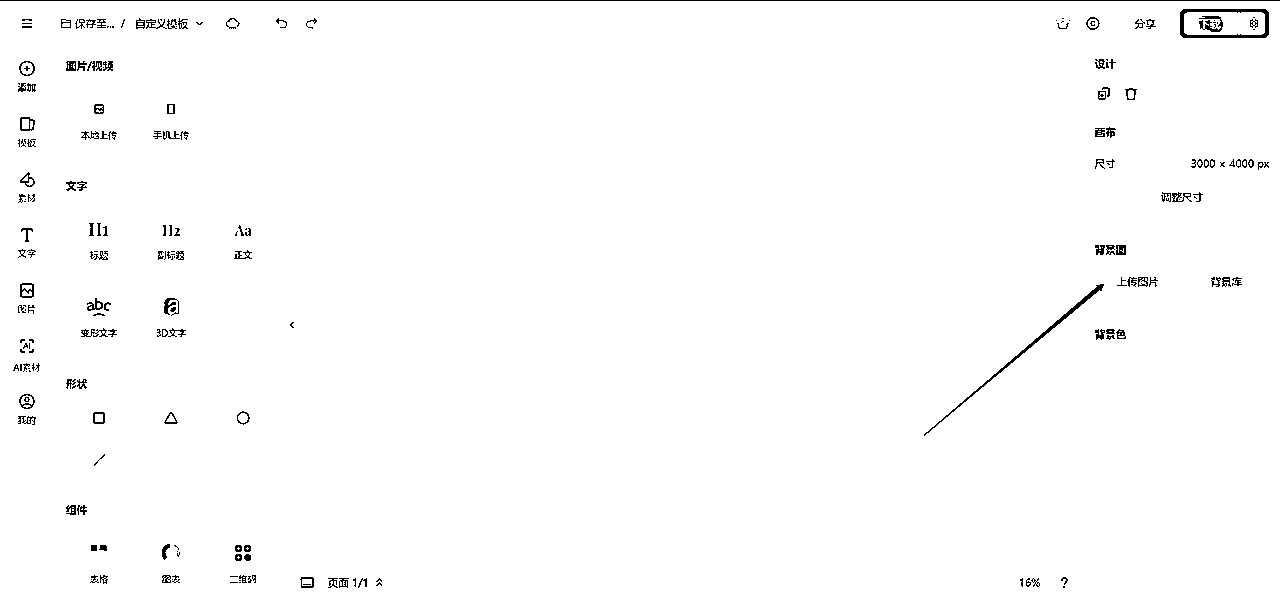 保存至... / 自定义模板
分享 下载
添加
模板
素材
文字
图片
AI素材
我的
图片/视频
本地上传 手机上传
文字
H1 H2 Aa
标题 副标题 正文
abc a
变形文字 3D文字
形状
组件
表格 图表 二维码
页面 1/1
16% ?
设计
画布
尺寸 3000 × 4000 px
调整尺寸
背景图
上传图片 背景库
背景色